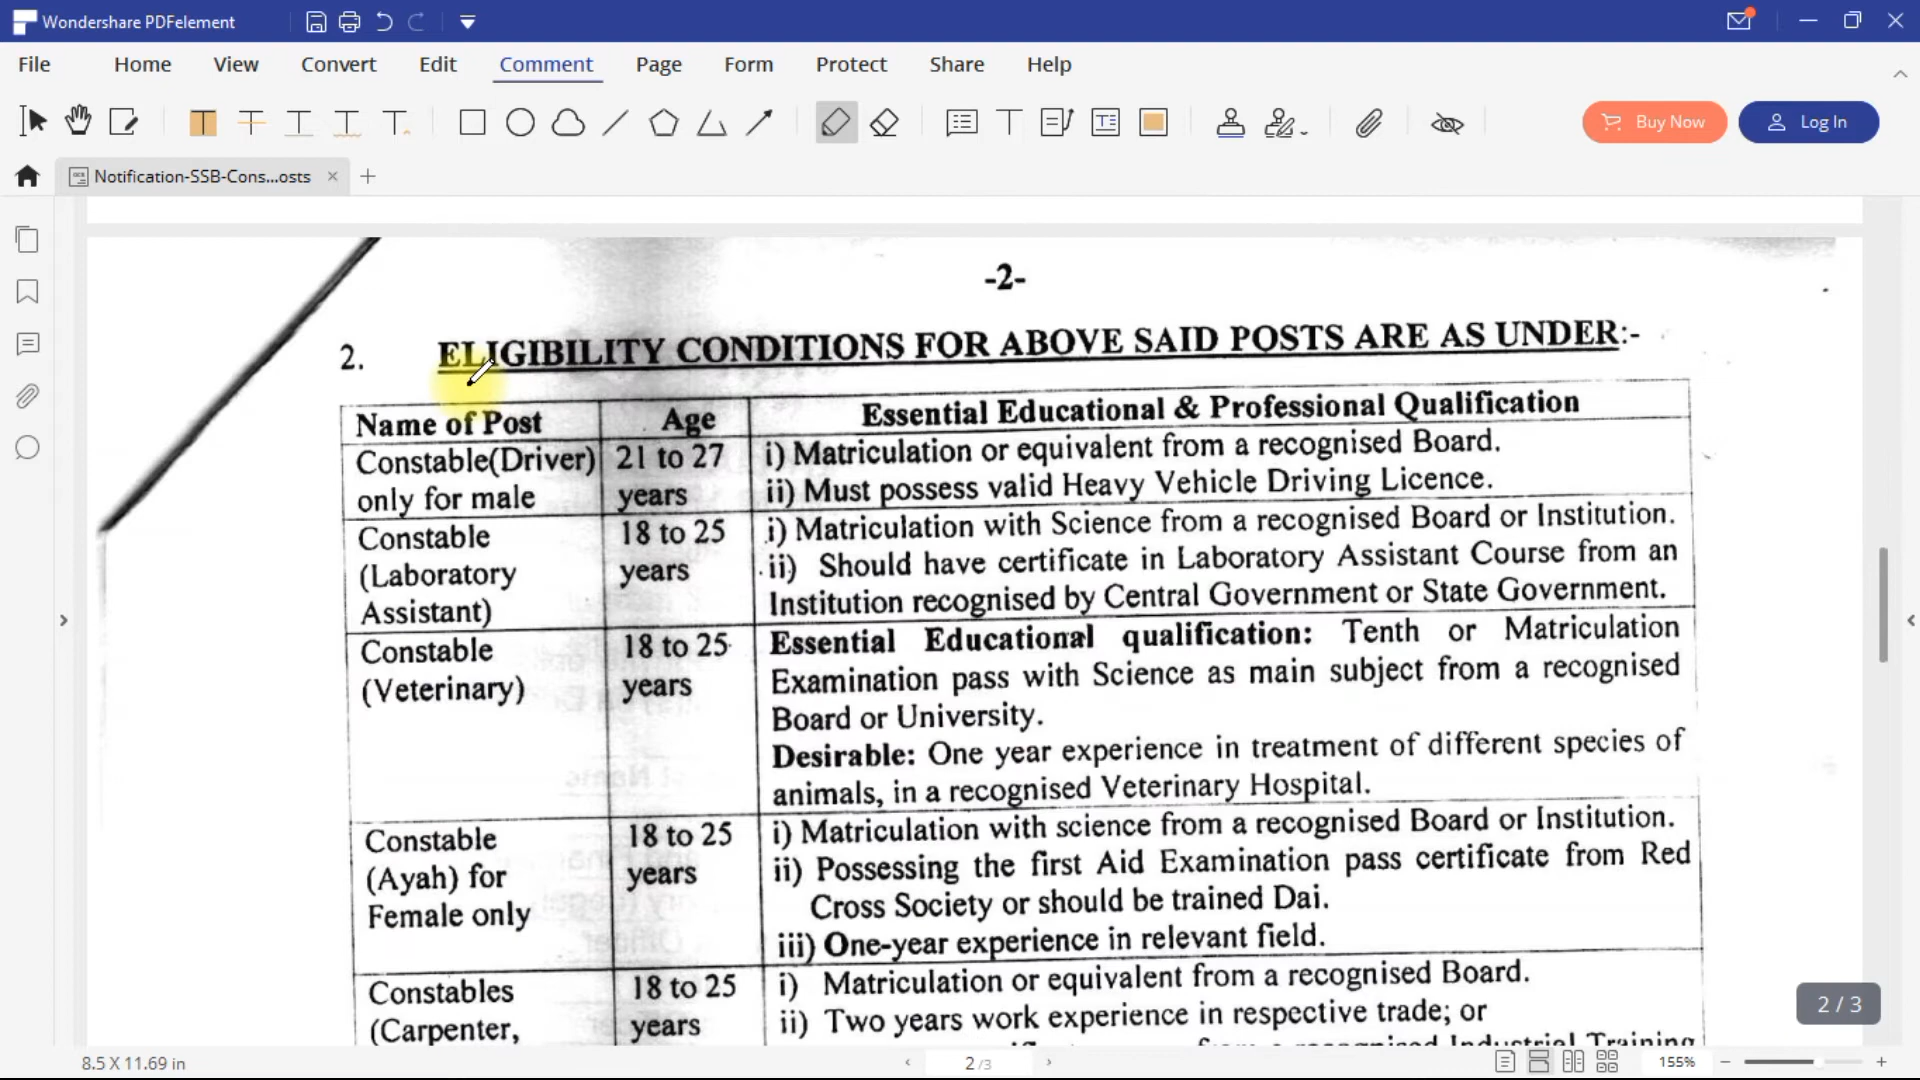 Wondershare PDFelement
File Home View Convert Edit Comment Page Form Protect Share Help
Buy Now Log In
Notification-SSB-Cons...osts
-2-
2. ELIGIBILITY CONDITIONS FOR ABOVE SAID POSTS ARE AS UNDER:-
Name of Post Age Essential Educational & Professional Qualification
Constable(Driver) 21 to 27 i) Matriculation or equivalent from a recognised Board.
only for male years ii) Must possess valid Heavy Vehicle Driving Licence.
Constable 18 to 25 i) Matriculation with Science from a recognised Board or Institution.
(Laboratory years ii) Should have certificate in Laboratory Assistant Course from an
Assistant) Institution recognised by Central Government or State Government.
Constable 18 to 25 Essential Educational qualification: Tenth or Matriculation
(Veterinary) years Examination pass with Science as main subject from a recognised
Board or University.
Desirable: One year experience in treatment of different species of
animals, in a recognised Veterinary Hospital.
Constable 18 to 25 i) Matriculation with science from a recognised Board or Institution.
(Ayah) for years ii) Possessing the first Aid Examination pass certificate from Red
Female only Cross Society or should be trained Dai.
iii) One-year experience in relevant field.
Constables 18 to 25 i) Matriculation or equivalent from a recognised Board.
(Carpenter, years ii) Two years work experience in respective trade; or
from a recognised Industrial Training
2 / 3
8.5 X 11.69 in 2 /3 155%